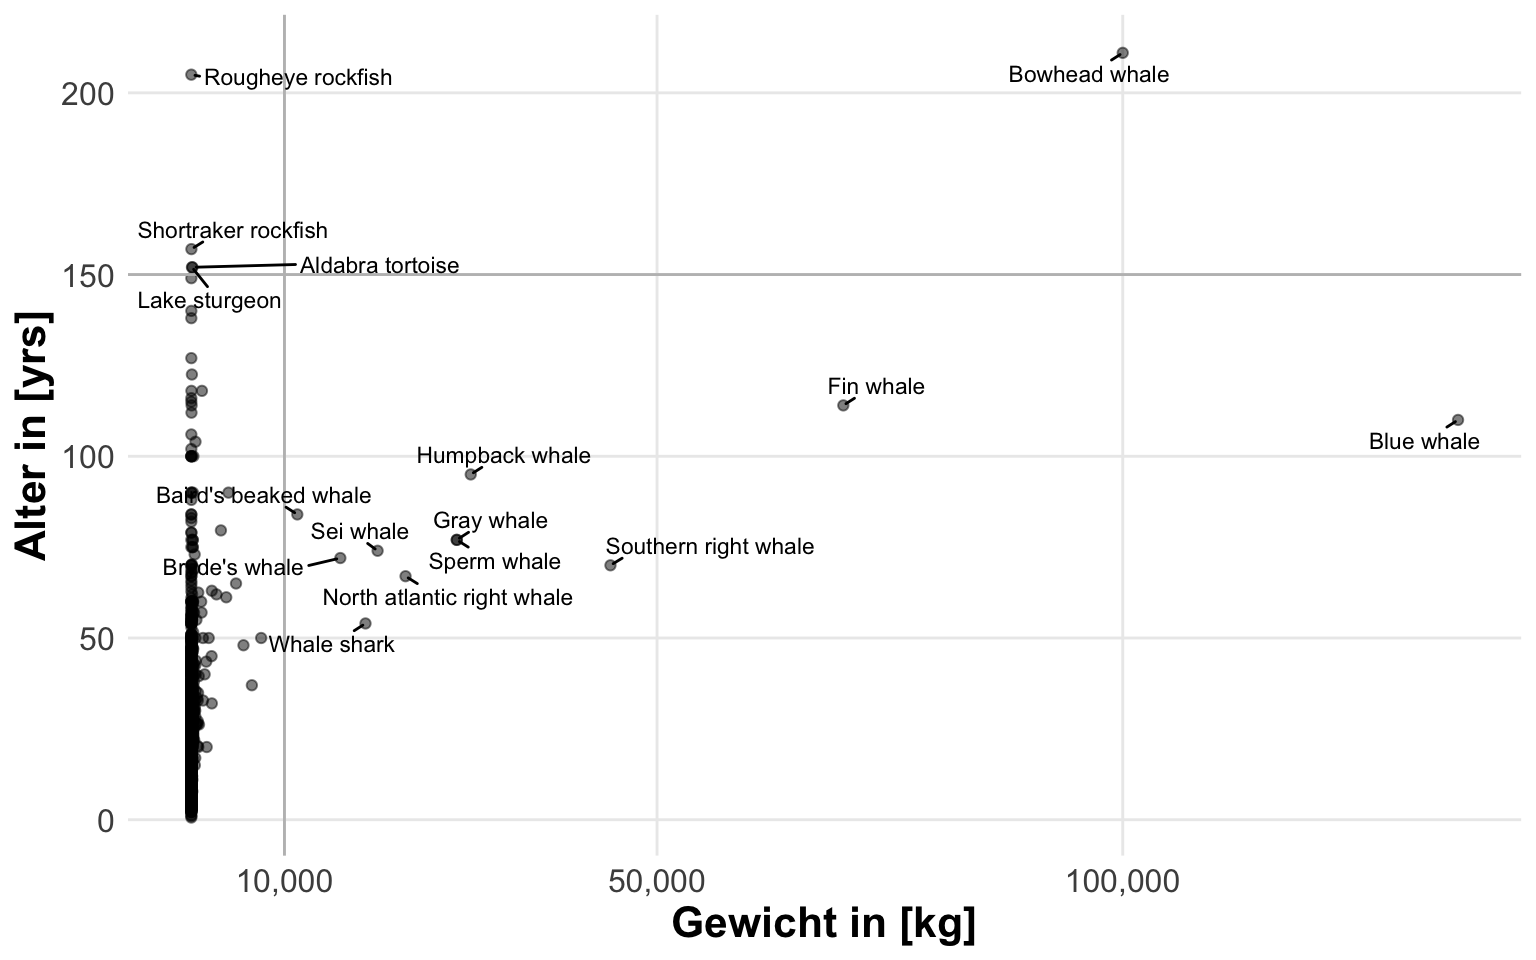 Rougheye rockfish
Bowhead whale
200
Shortraker rockfish
Aldabra tortoise
150
Lake sturgeon
Fin whale
Blue whale
Humpback whale
100
Baird's beaked whale
Gray whale
Sei whale
Southern right whale
Sperm whale
Bryde's whale
North atlantic right whale
Whale shark
50
0
Alter in [yrs]
10,000
50,000
100,000
Gewicht in [kg]